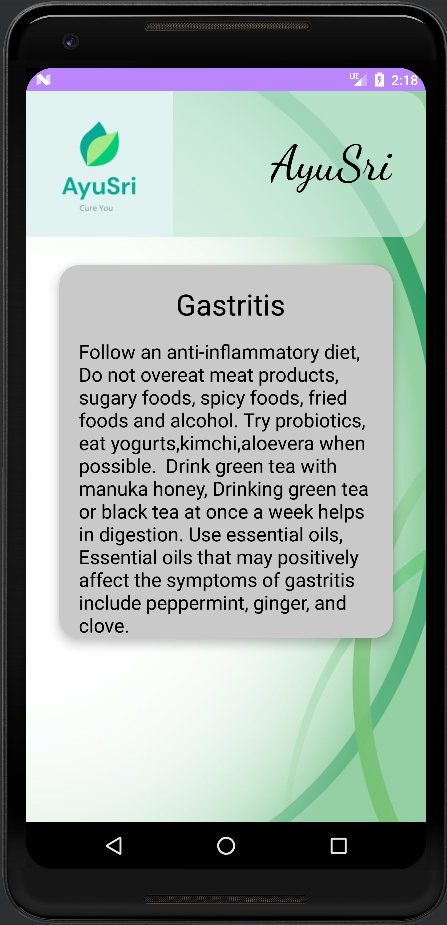 LTE 2:18
AyuSri
Cure You
AyuSri
Gastritis
Follow an anti-inflammatory diet,
Do not overeat meat products,
sugary foods, spicy foods, fried
foods and alcohol. Try probiotics,
eat yogurts,kimchi,aloevera when
possible.  Drink green tea with
manuka honey, Drinking green tea
or black tea at once a week helps
in digestion. Use essential oils,
Essential oils that may positively
affect the symptoms of gastritis
include peppermint, ginger, and
clove.